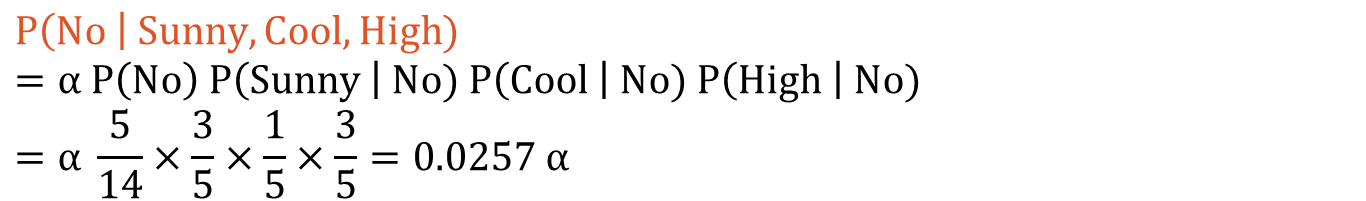 P(No | Sunny, Cool, High)
= α P(No) P(Sunny | No) P(Cool | No) P(High | No)
= α 5/14 × 3/5 × 1/5 × 3/5 = 0.0257 α